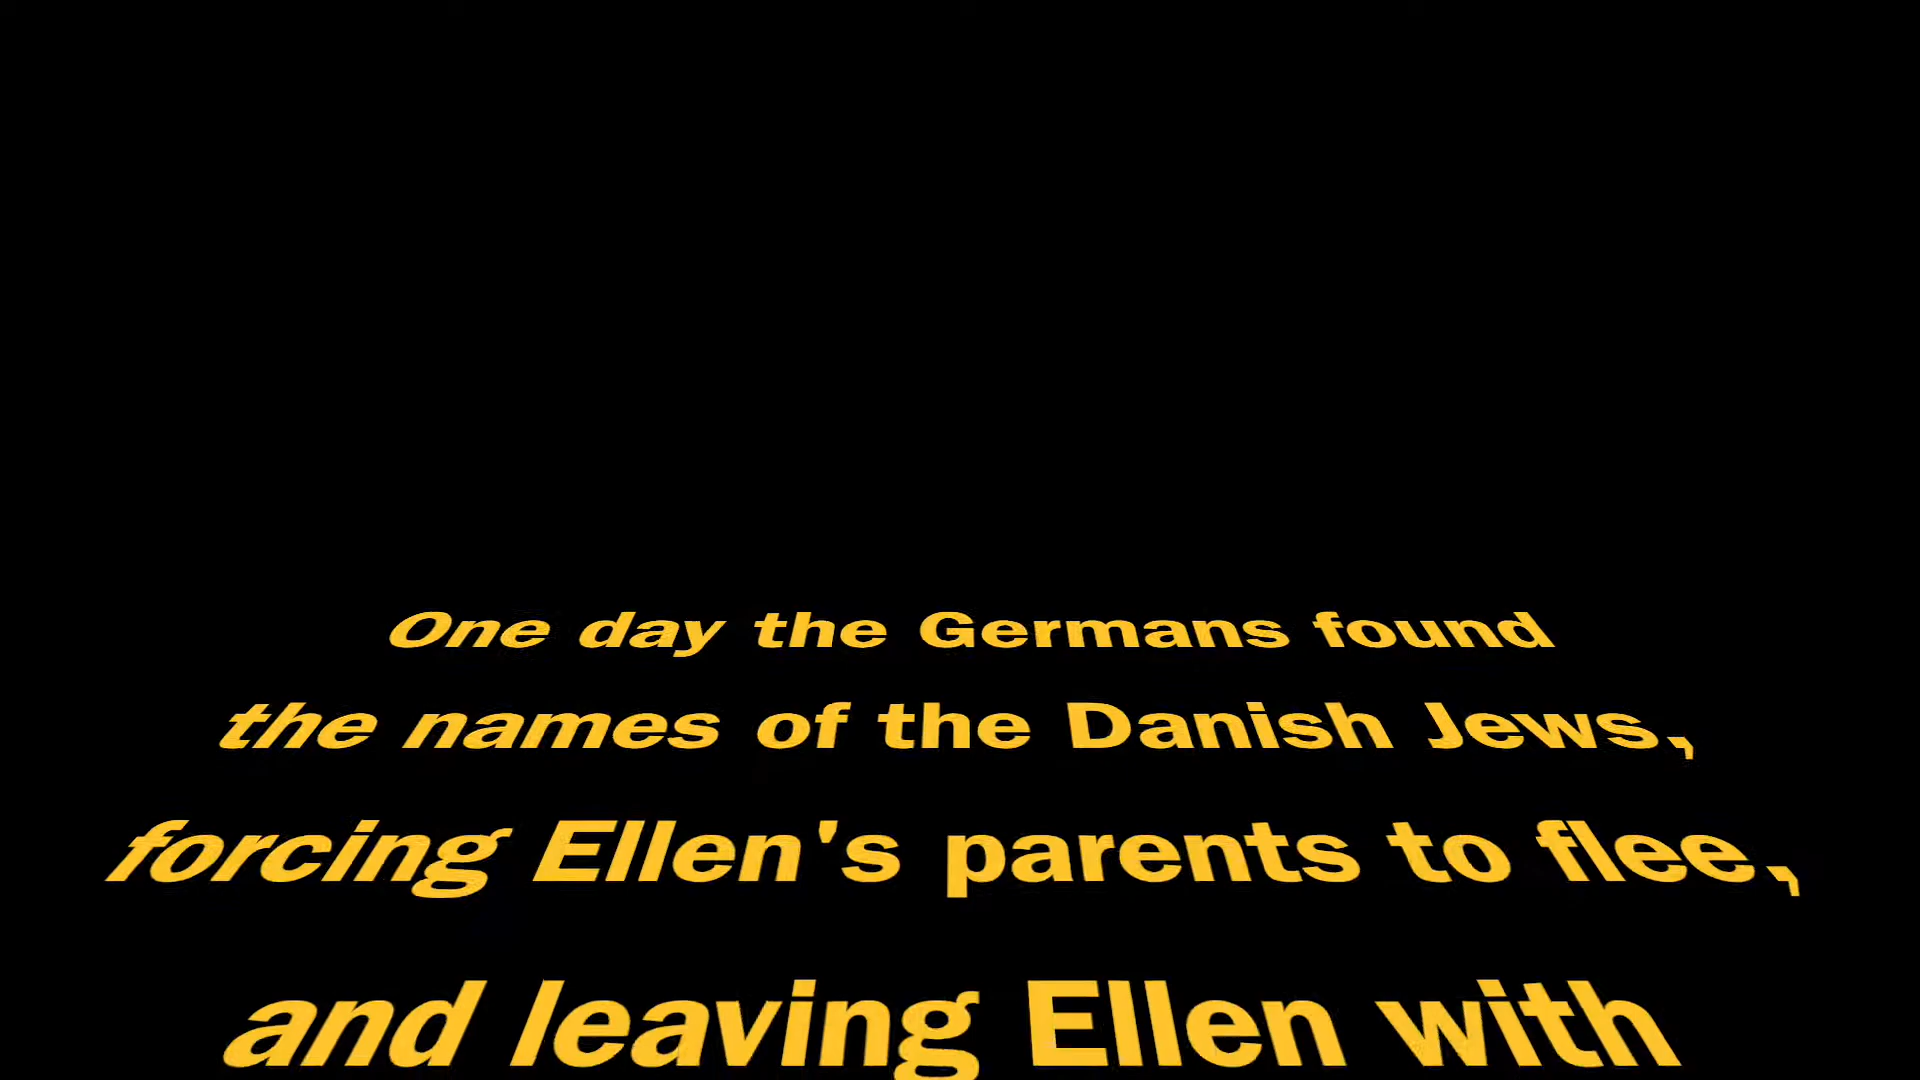 One day the Germans found
the names of the Danish Jews,
forcing Ellen's parents to flee,
and leaving Ellen with